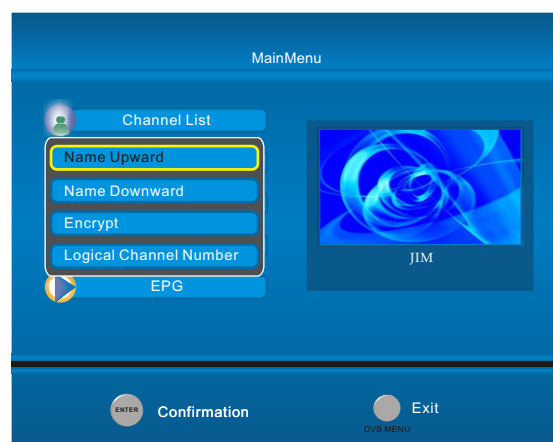 MainMenu
Channel List
Name Upward
Name Downward
Encrypt
Logical Channel Number
EPG
JIM
ENTER Confirmation
Exit
DVB MENU